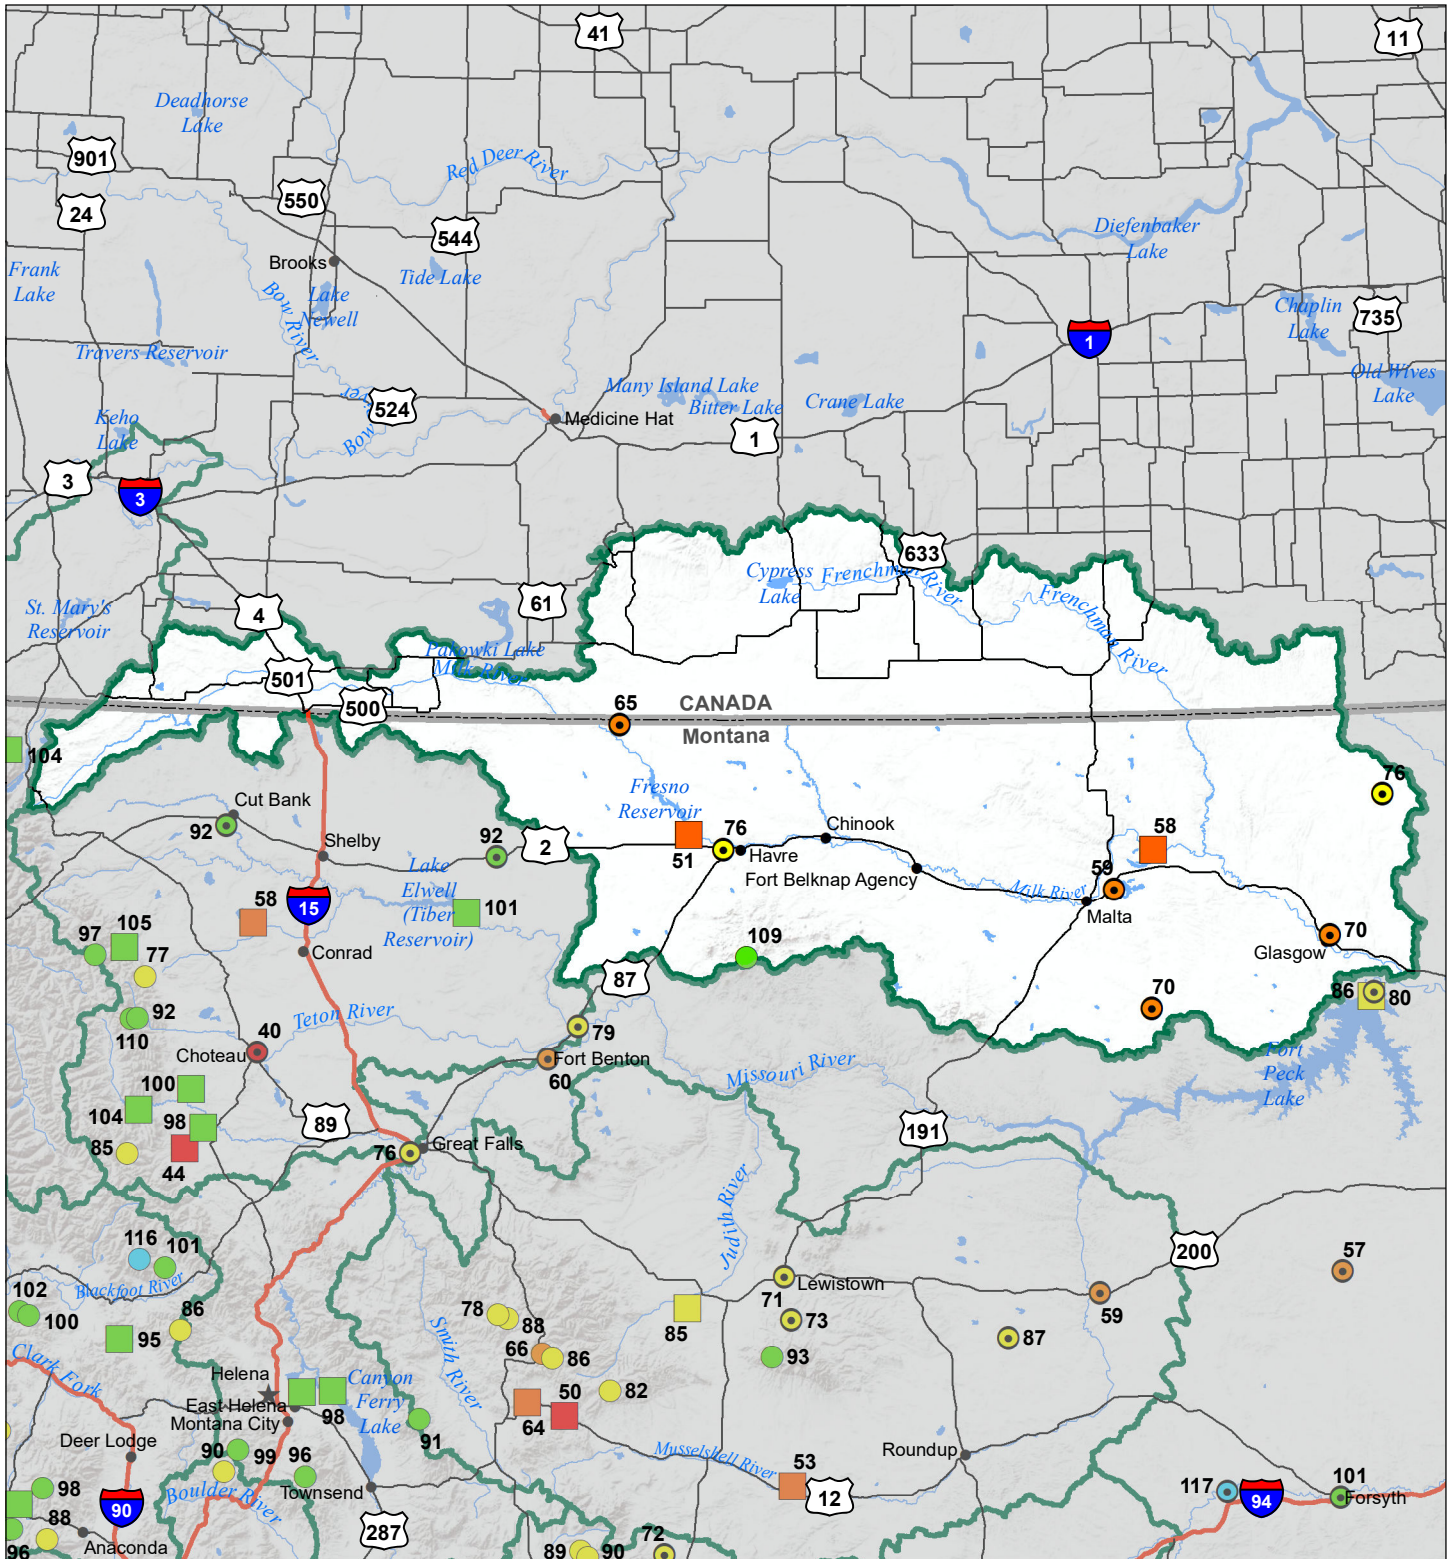 41
11
Deadhorse
Lake
901
Red Deer River
550
24
544
Diefenbaker
Lake
Brooks
Frank
Lake
Tide Lake
Bow River
Lake
Newell
Chaplin
Lake
735
1
Travers Reservoir
Old Wives
Lake
Many Island Lake
Bitter Lake
Crane Lake
524
Keho
Lake
Bow
Medicine Hat
1
3
3
633
Cypress
Lake
Frenchman River
Frenchman River
61
4
St. Mary's
Reservoir
Pakowki Lake
Milk River
501
500
65
CANADA
Montana
104
76
Fresno
Reservoir
Cut Bank
92
Shelby
92
2
51
76
Havre
Chinook
58
Lake
Elwell
(Tiber
Reservoir)
Fort Belknap Agency
59
Milk River
Malta
58
15
101
105
97
77
Conrad
109
70
Glasgow
87
86
80
70
92
110
Teton River
40
Choteau
79
Fort Benton
60
Missouri River
Fort
Peck
Lake
100
104
98
89
85
44
76
Great Falls
191
Judith River
116
101
200
57
Blackfoot River
102
100
86
95
Lewistown
71
73
59
78
88
85
87
Smith River
66
86
93
Clark Fork
Helena
Canyon
Ferry
Lake
82
East Helena
Montana City
98
64
50
91
Deer Lodge
90
99
96
Musselshell River
Roundup
53
12
98
Boulder River
Townsend
117
94
101
Forsyth
90
88
96
Anaconda
287
89
90
72